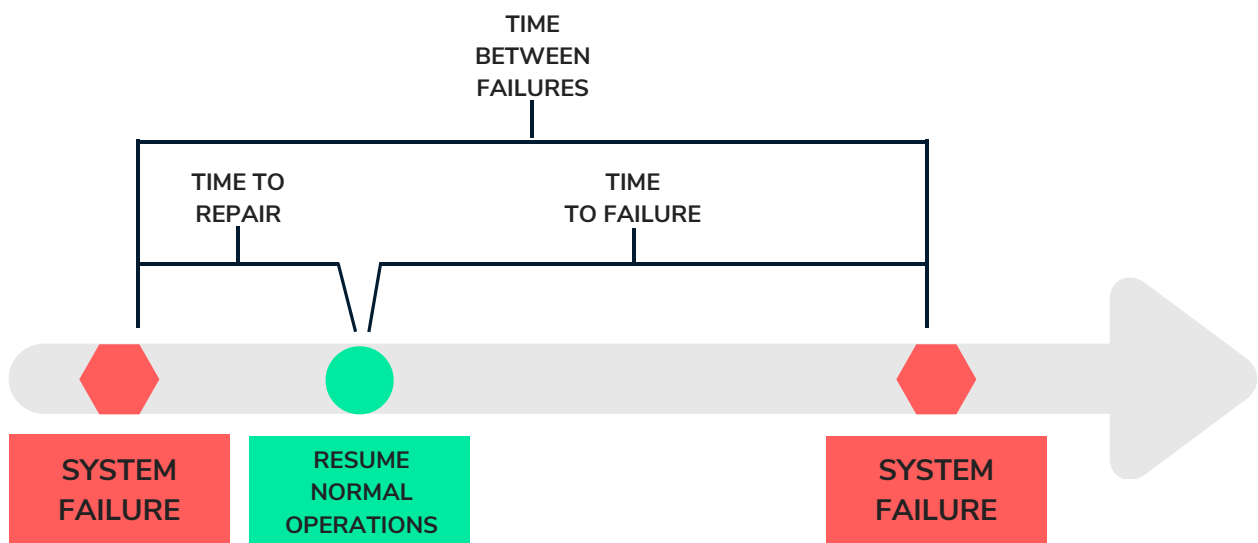 TIME
BETWEEN
FAILURES
TIME TO
REPAIR
TIME
TO FAILURE
SYSTEM
FAILURE
RESUME
NORMAL
OPERATIONS
SYSTEM
FAILURE